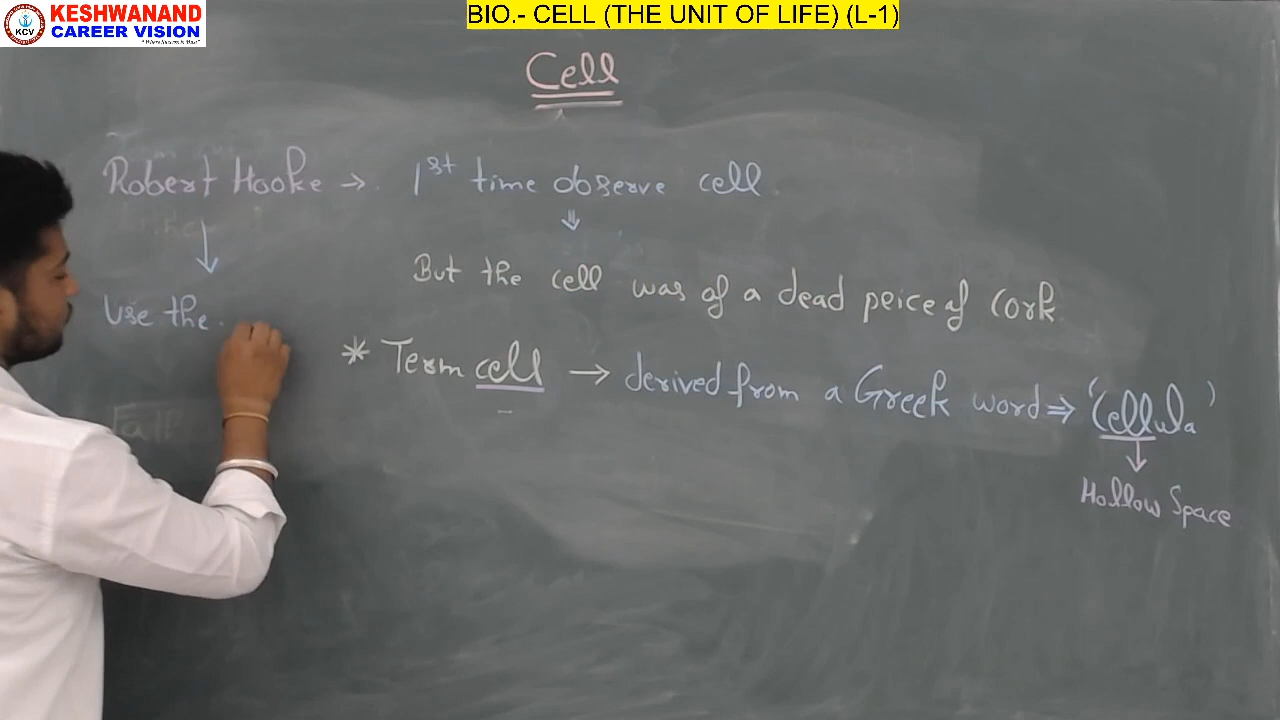 KESHWANAND
CAREER VISION
KCV
BIO.- CELL (THE UNIT OF LIFE) (L-1)
Cell
Robert Hooke → 1st time observe cell.
⇓
But the cell was of a dead peice of Cork
↓
Use the
* Term cell → derived from a Greek word ⇒ 'Cellula'
↓
Hollow Space